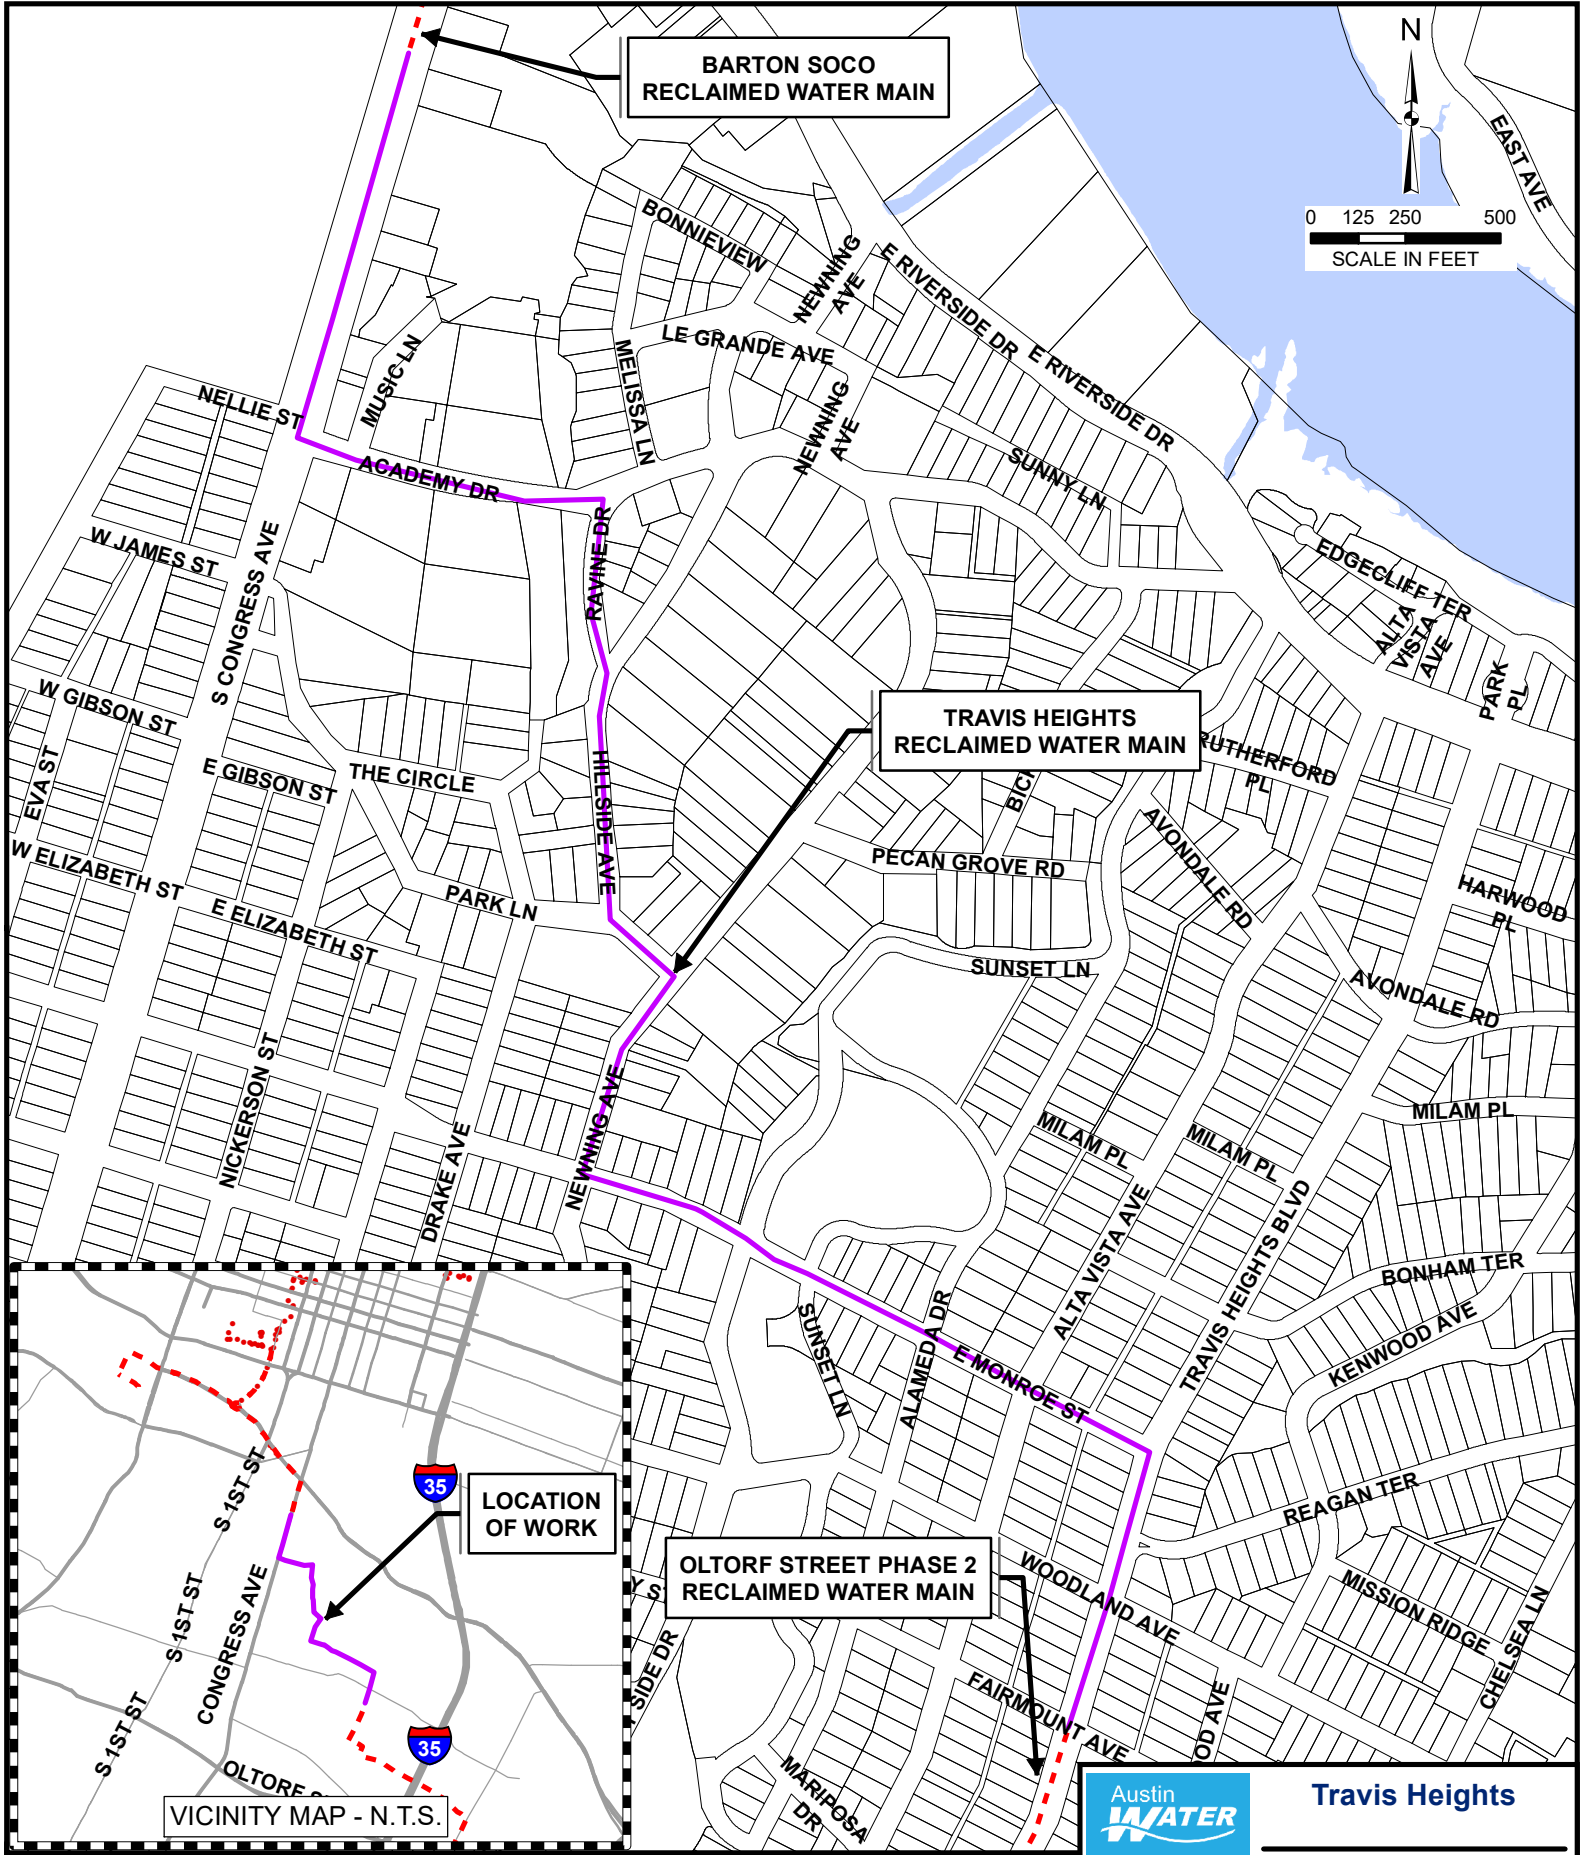 BARTON SOCO
RECLAIMED WATER MAIN
N
EAST AVE
0 125 250 500
SCALE IN FEET
BONNIEVIEW
NEWNING
AVE
E RIVERSIDE DR
E RIVERSIDE DR
LE GRANDE AVE
MUSIC LN
MELISSA LN
NELLIE ST
NEWNING
AVE
SUNNY LN
ACADEMY DR
RAVINE DR
W JAMES ST
S CONGRESS AVE
EDGECLIFF TER
ALTA
VISTA
AVE
PARK
PL
W GIBSON ST
TRAVIS HEIGHTS
RECLAIMED WATER MAIN
RUTHERFORD
PL
EVA ST
E GIBSON ST
THE CIRCLE
HILLSIDE AVE
BICK
AVONDALE RD
W ELIZABETH ST
PECAN GROVE RD
PARK LN
HARWOOD
PL
E ELIZABETH ST
SUNSET LN
AVONDALE RD
NICKERSON ST
NEWNING AVE
MILAM PL
MILAM PL
MILAM PL
DRAKE AVE
ALTA VISTA AVE
TRAVIS HEIGHTS BLVD
BONHAM TER
KENWOOD AVE
SUNSET LN
ALAMEDA DR
E MONROE ST
REAGAN TER
S 1ST ST
35
LOCATION
OF WORK
OLTORF STREET PHASE 2
RECLAIMED WATER MAIN
WOODLAND AVE
MISSION RIDGE
CHELSEA LN
Y ST
SIDE DR
S 1ST ST
CONGRESS AVE
FAIRMOUNT AVE
OOD AVE
S 1ST ST
35
OLTORF S
MARIPOSA
DR
VICINITY MAP - N.T.S.
Austin
WATER
Travis Heights